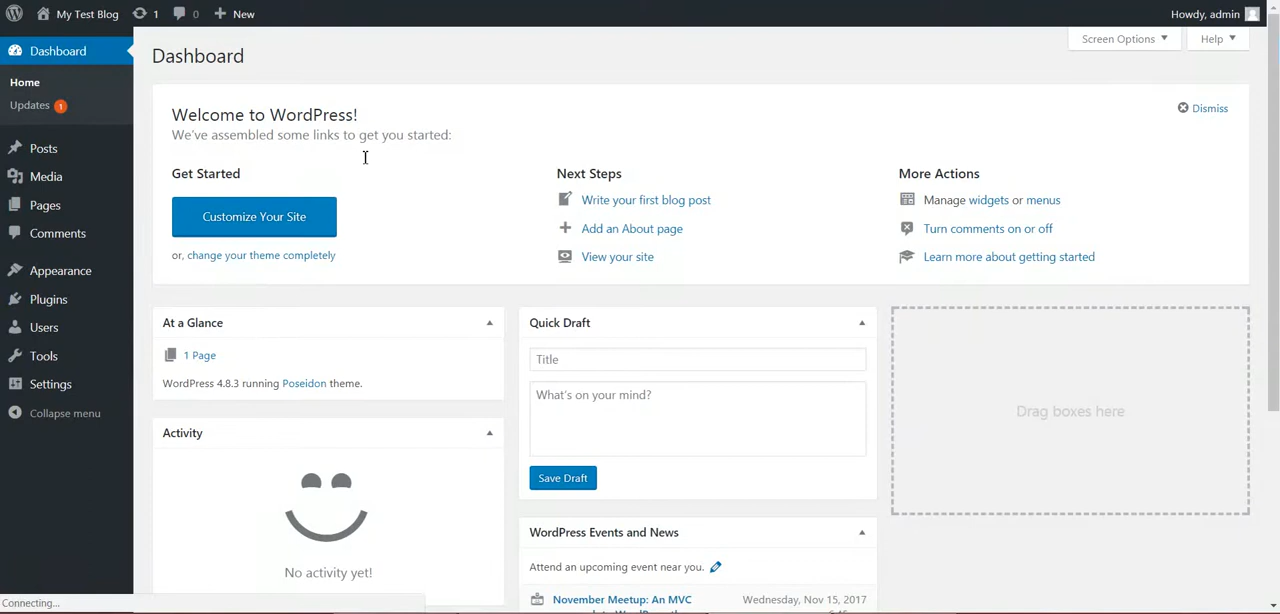 My Test Blog 1 0 New Howdy, admin
Dashboard
Home
Updates 1
Posts
Media
Pages
Comments
Appearance
Plugins
Users
Tools
Settings
Collapse menu
Screen Options Help
Dashboard
Welcome to WordPress!
We've assembled some links to get you started:
Dismiss
Get Started
Customize Your Site
or, change your theme completely
Next Steps
Write your first blog post
Add an About page
View your site
More Actions
Manage widgets or menus
Turn comments on or off
Learn more about getting started
At a Glance
1 Page
WordPress 4.8.3 running Poseidon theme.
Activity
No activity yet!
Quick Draft
Title
What's on your mind?
Save Draft
WordPress Events and News
Attend an upcoming event near you.
November Meetup: An MVC Wednesday, Nov 15, 2017
Drag boxes here
Connecting...